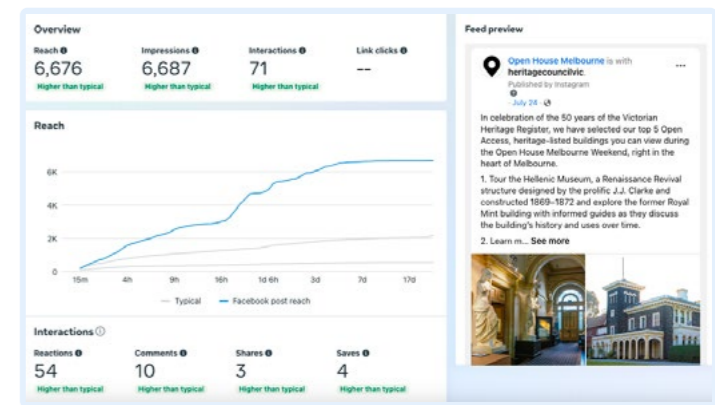 Overview
Reach
Impressions
Interactions
Link clicks
6,676
6,687
71
--
Higher than typical
Higher than typical
Higher than typical
Reach
6K
4K
2K
0
15m
4h
9h
16h
1d 6h
3d
7d
17d
Typical
Facebook post reach
Interactions
Reactions
Comments
Shares
Saves
54
10
3
4
Higher than typical
Higher than typical
Higher than typical
Higher than typical
Feed preview
Open House Melbourne is with
heritagecouncilvic.
Published by Instagram
· July 24 ·
In celebration of the 50 years of the Victorian
Heritage Register, we have selected our top 5 Open
Access, heritage-listed buildings you can view during
the Open House Melbourne Weekend, right in the
heart of Melbourne.
1. Tour the Hellenic Museum, a Renaissance Revival
structure designed by the prolific J.J. Clarke and
constructed 1869–1872 and explore the former Royal
Mint building with informed guides as they discuss
the building's history and uses over time.
2. Learn m... See more